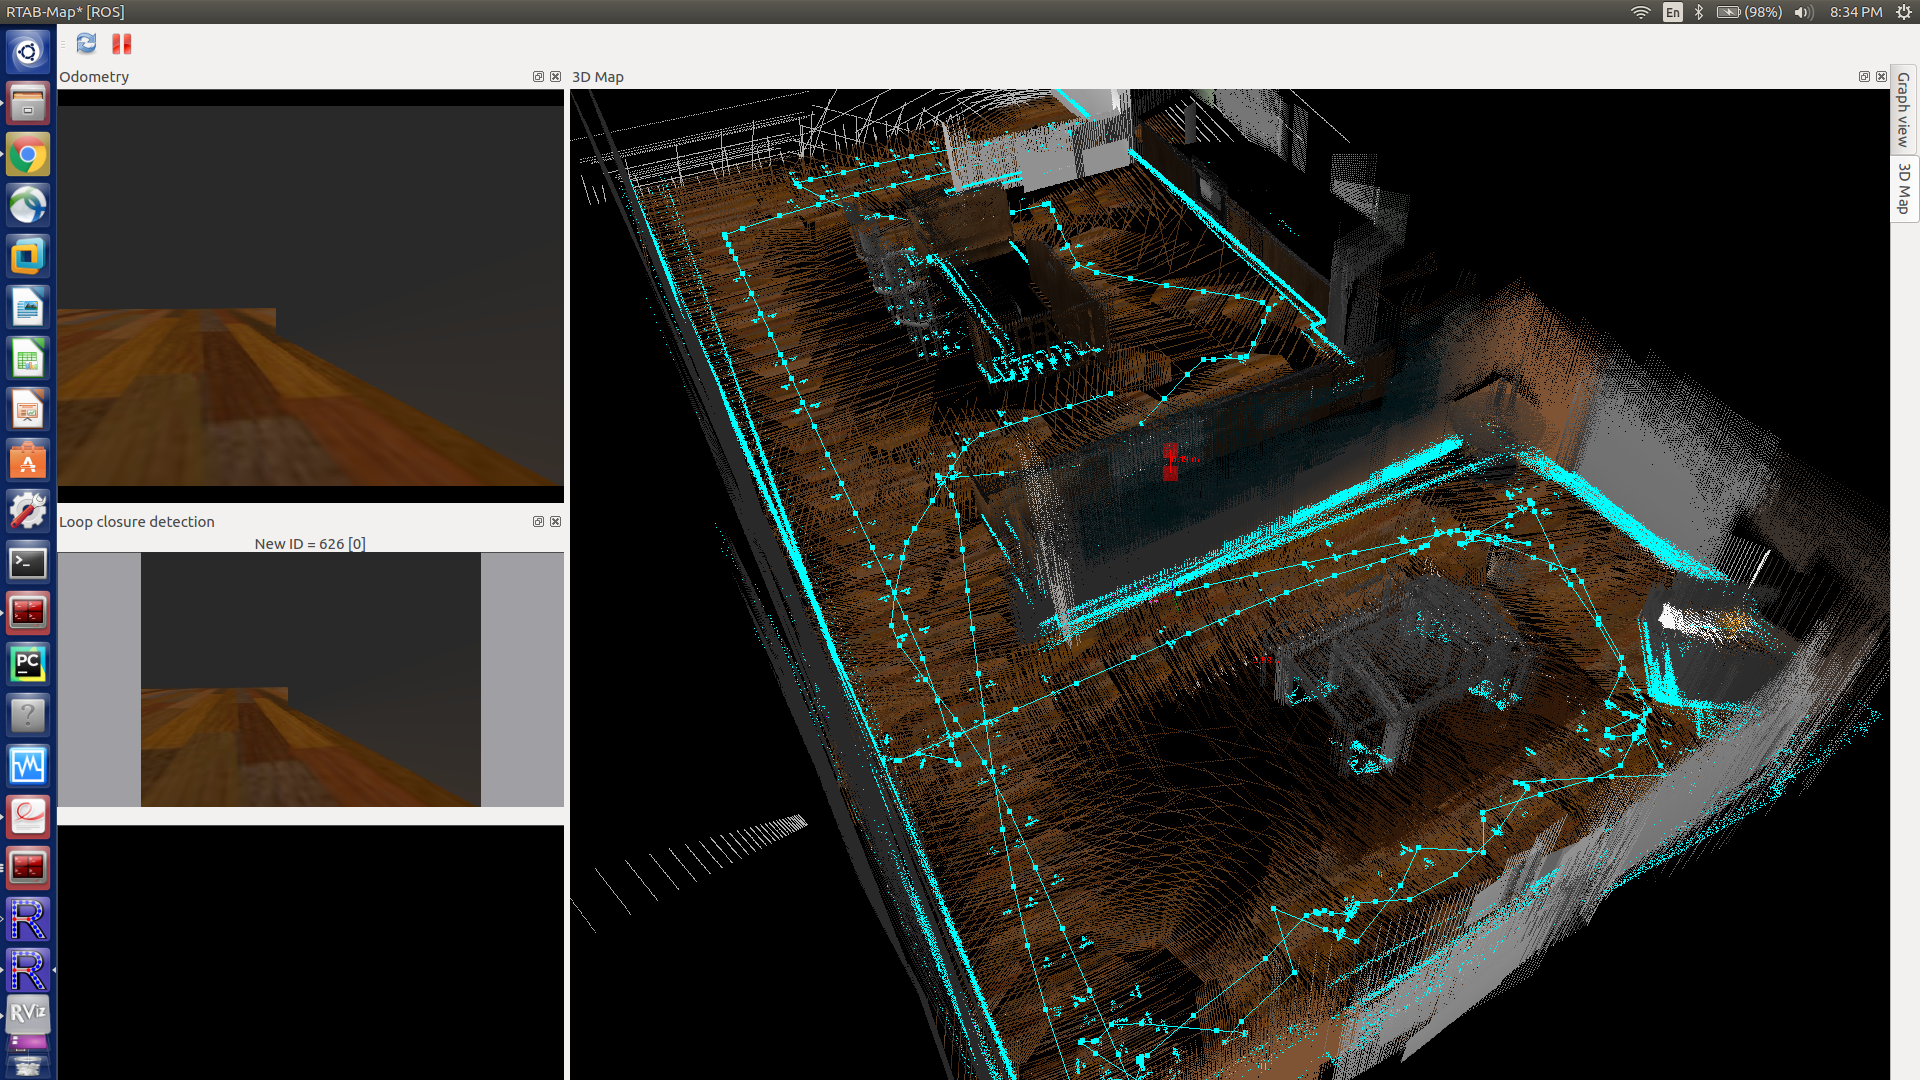 RTAB-Map* [ROS]
En
(98%)
8:34 PM
Odometry
3D Map
Graph view
3D Map
Loop closure detection
New ID = 626 [0]
PC
R
R
RViz